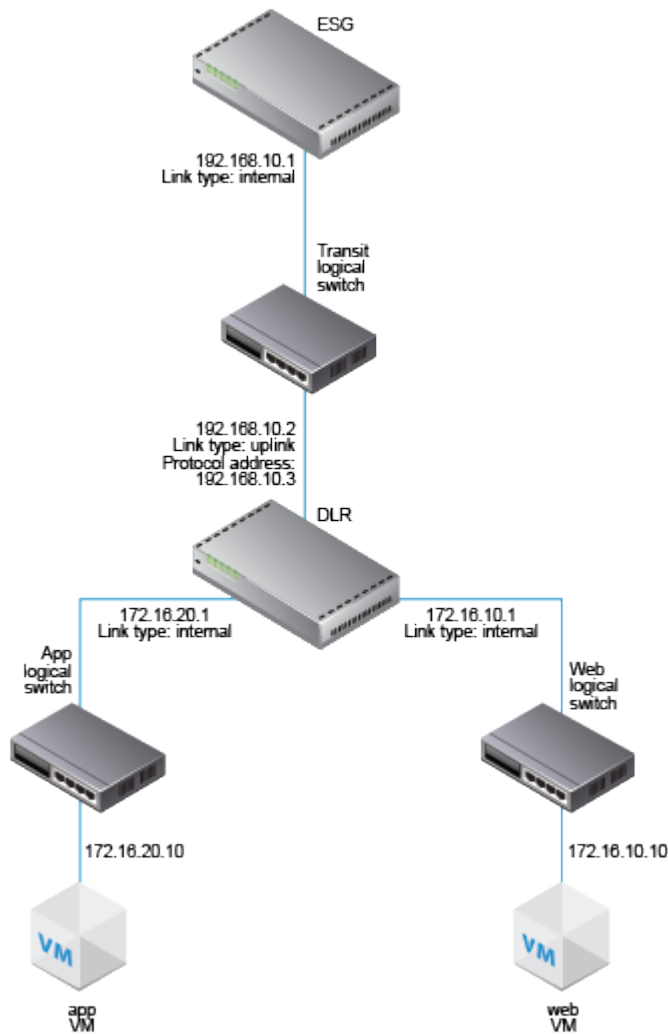 ESG
192.168.10.1
Link type: internal
Transit
logical
switch
192.168.10.2
Link type: uplink
Protocol address:
192.168.10.3
DLR
172.16.20.1
Link type: internal
172.16.10.1
Link type: internal
App
logical
switch
Web
logical
switch
172.16.20.10
172.16.10.10
VM
VM
app
VM
web
VM